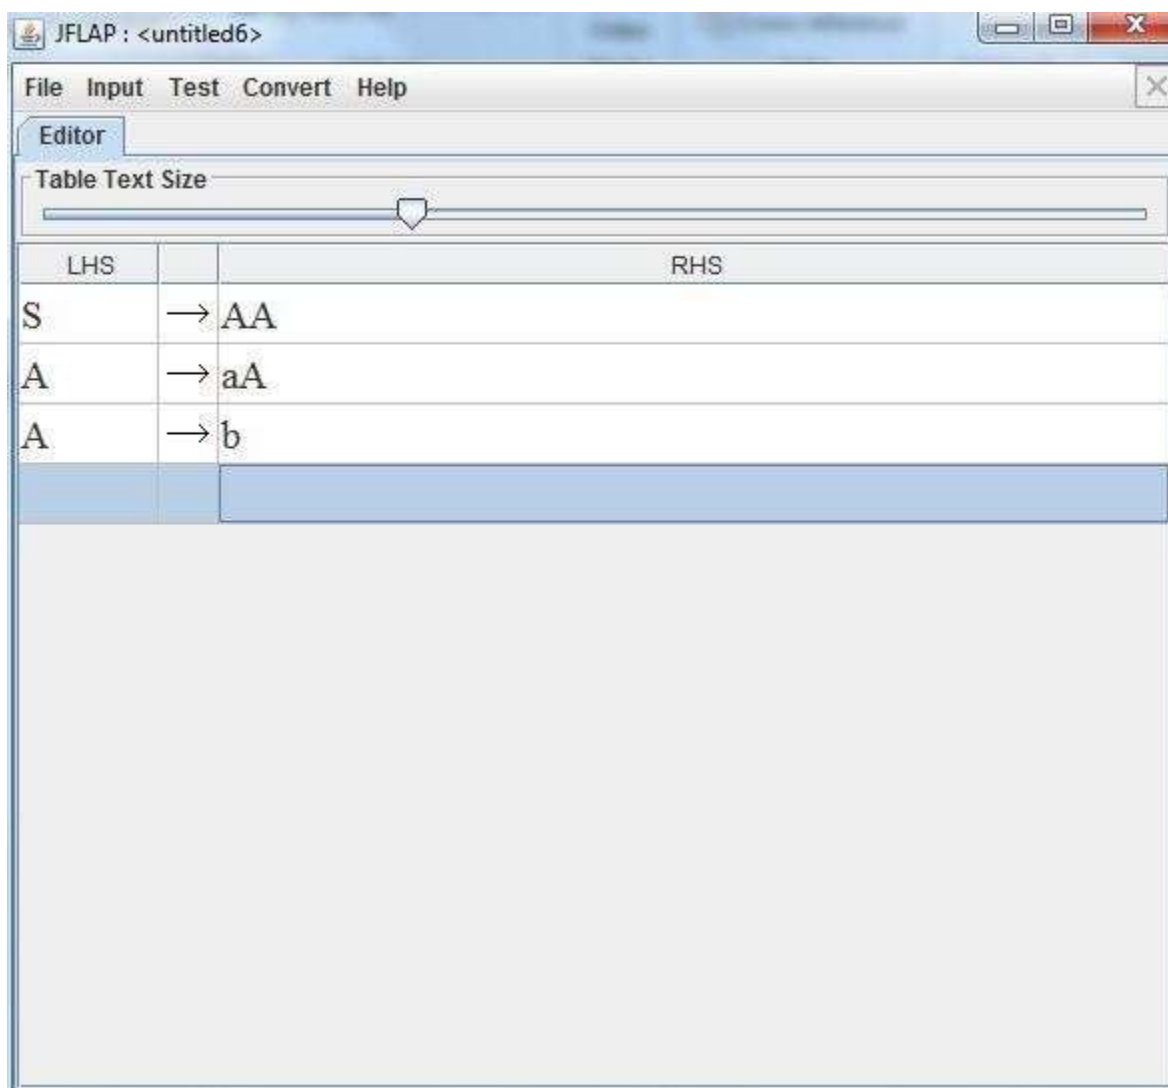 JFLAP : <untitled6>
File Input Test Convert Help
Editor
Table Text Size
LHS RHS
S → AA
A → aA
A → b